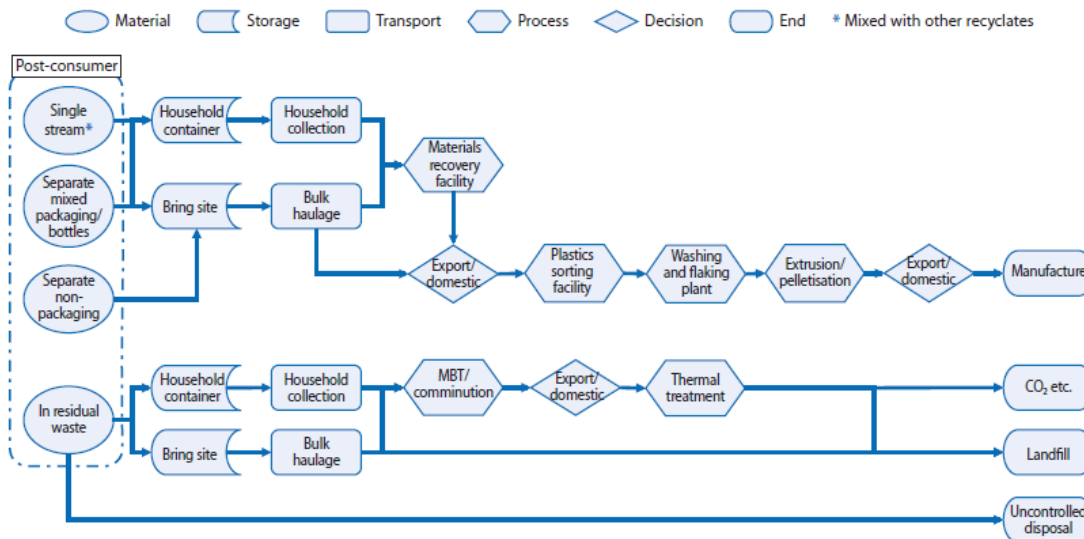 Material
Storage
Transport
Process
Decision
End
* Mixed with other recyclates
Post-consumer
Single
stream*
Household
container
Household
collection
Materials
recovery
facility
Separate
mixed
packaging/
bottles
Bring site
Bulk
haulage
Separate
non-
packaging
Export/
domestic
Plastics
sorting
facility
Washing
and flaking
plant
Extrusion/
pelletisation
Export/
domestic
Manufacture
In residual
waste
Household
container
Household
collection
MBT/
comminution
Export/
domestic
Thermal
treatment
CO₂ etc.
Bring site
Bulk
haulage
Landfill
Uncontrolled
disposal